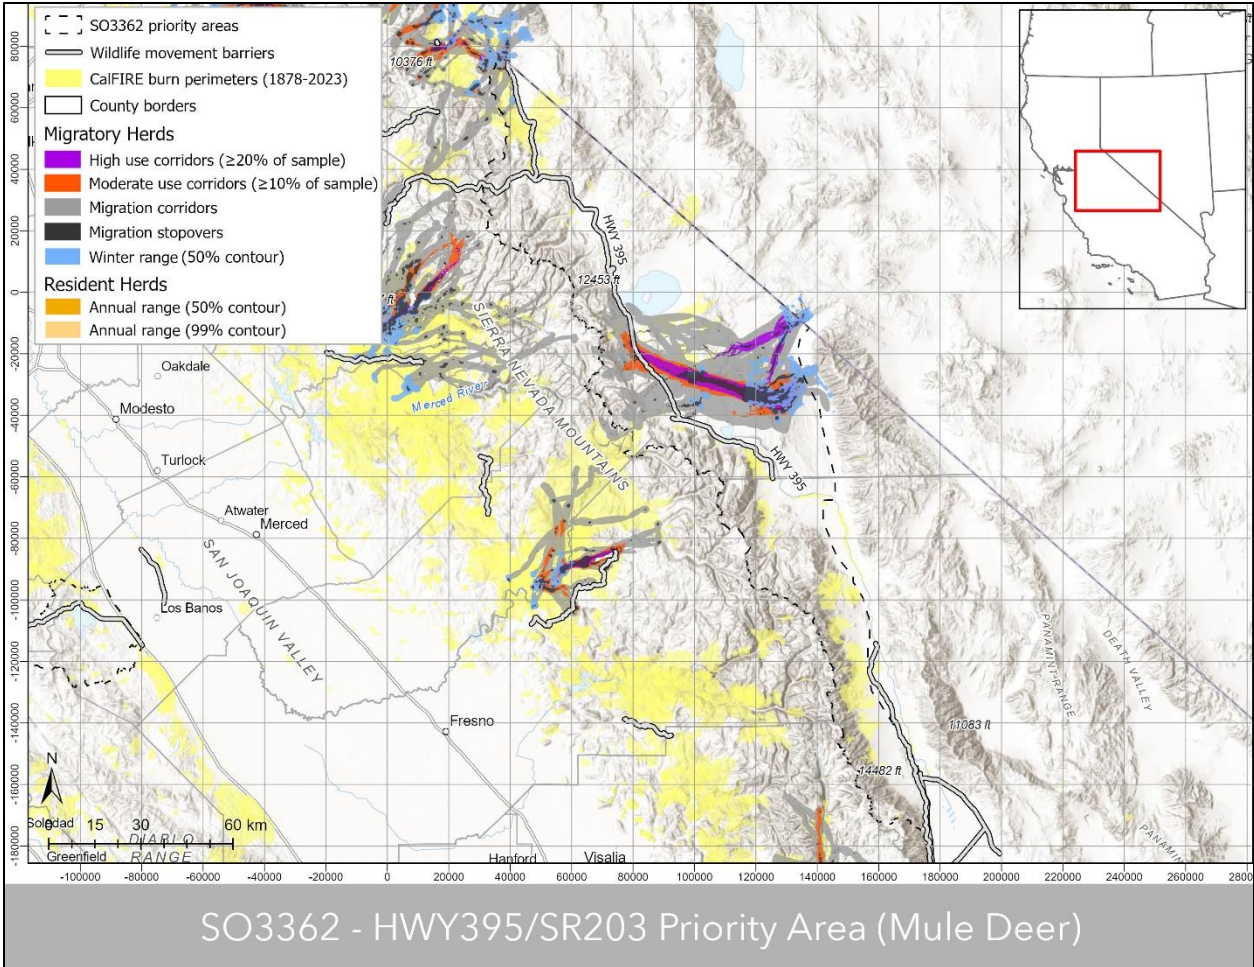 SO3362 priority areas
Wildlife movement barriers
CalFIRE burn perimeters (1878-2023)
County borders
Migratory Herds
High use corridors (≥20% of sample)
Moderate use corridors (≥10% of sample)
Migration corridors
Migration stopovers
Winter range (50% contour)
Resident Herds
Annual range (50% contour)
Annual range (99% contour)
10376 ft
HWY 395
12453 ft
ft
SIERRA NEVADA MOUNTAINS
Oakdale
Merced River
Modesto
HWY 395
Turlock
Atwater
Merced
SAN JOAQUIN VALLEY
Los Banos
PANAMINT RANGE
DEATH VALLEY
Fresno
11083 ft
14482 ft
N
Soledad
0 15 30 60 km
DIABLO
RANGE
Greenfield
Hanford
Visalia
PANAMIN
80000
60000
40000
20000
0
-20000
-40000
-60000
-80000
-100000
-120000
-140000
-160000
-180000
-100000 -80000 -60000 -40000 -20000 0 20000 40000 60000 80000 100000 120000 140000 160000 180000 200000 220000 240000 260000 280000
SO3362 - HWY395/SR203 Priority Area (Mule Deer)